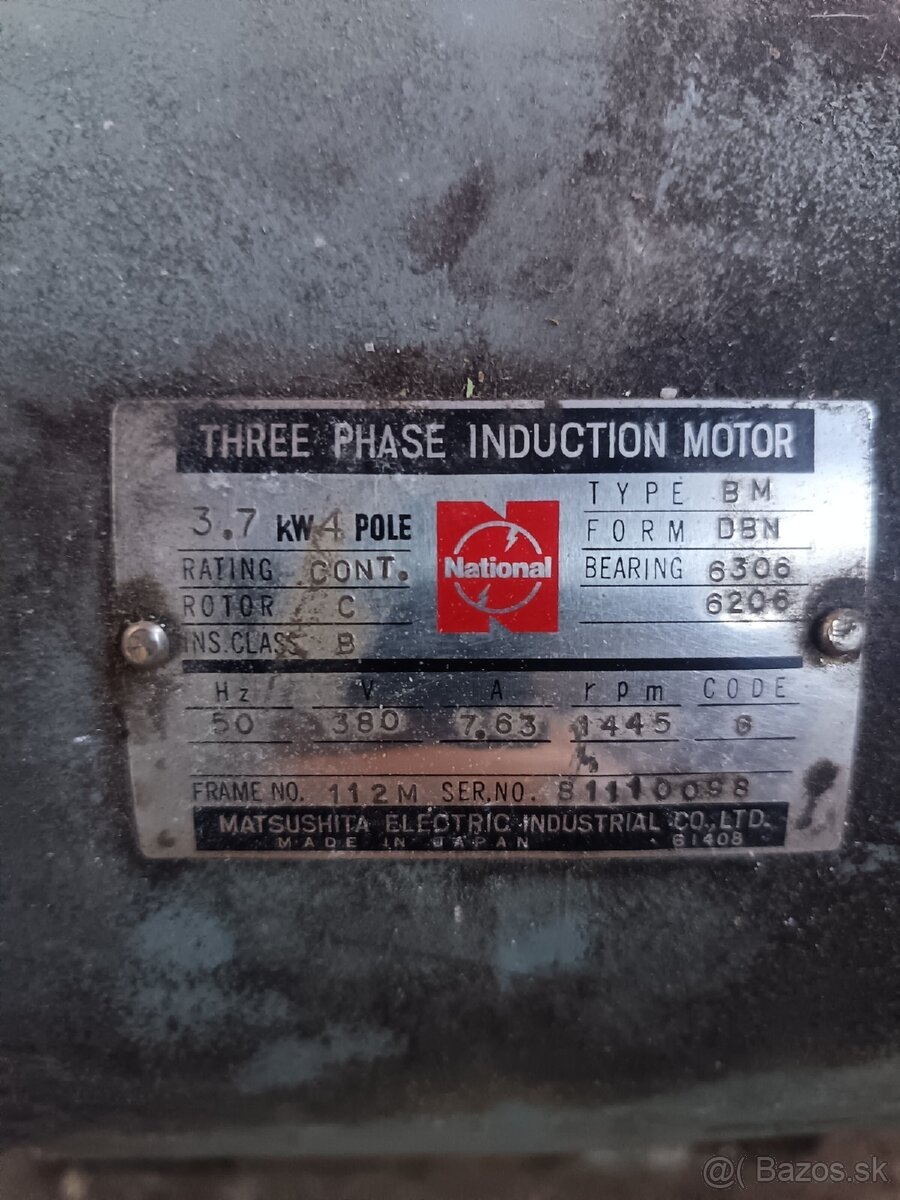 THREE PHASE INDUCTION MOTOR
3.7 kW 4 POLE
RATING CONT.
ROTOR C
INS.CLASS B
National
TYPE BM
FORM DBN
BEARING 6306
6206
Hz V A rpm CODE
50 380 7.63 1445 G
FRAME NO. 112M SER.NO. 81110098
MATSUSHITA ELECTRIC INDUSTRIAL CO.,LTD.
MADE IN JAPAN 61408
@( Bazos.sk